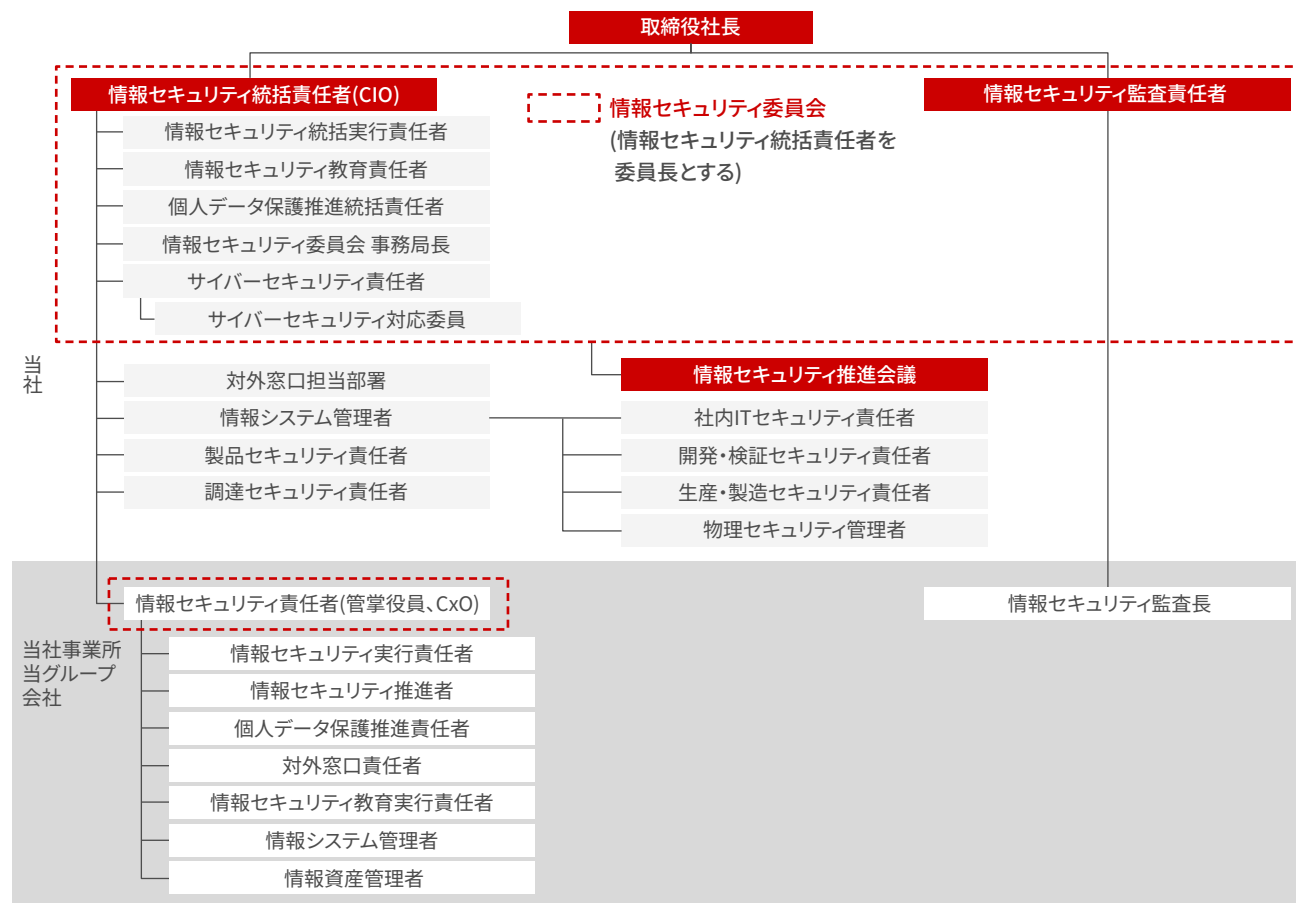 取締役社長
情報セキュリティ統括責任者(CIO)
情報セキュリティ監査責任者
情報セキュリティ委員会
(情報セキュリティ統括責任者を
委員長とする)
情報セキュリティ統括実行責任者
情報セキュリティ教育責任者
個人データ保護推進統括責任者
情報セキュリティ委員会 事務局長
サイバーセキュリティ責任者
サイバーセキュリティ対応委員
当
社
対外窓口担当部署
情報システム管理者
製品セキュリティ責任者
調達セキュリティ責任者
情報セキュリティ推進会議
社内ITセキュリティ責任者
開発・検証セキュリティ責任者
生産・製造セキュリティ責任者
物理セキュリティ管理者
情報セキュリティ責任者(管掌役員、CxO)
情報セキュリティ監査長
当社事業所
当グループ
会社
情報セキュリティ実行責任者
情報セキュリティ推進者
個人データ保護推進責任者
対外窓口責任者
情報セキュリティ教育実行責任者
情報システム管理者
情報資産管理者